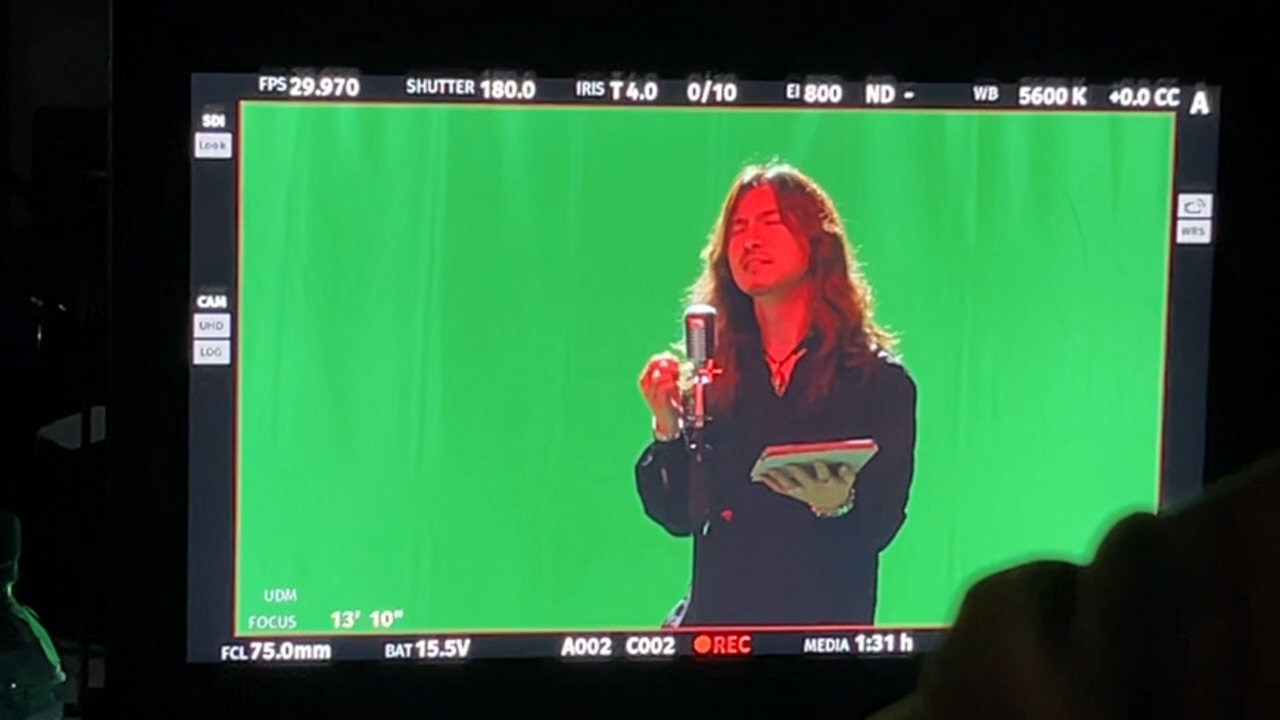 FPS 29.970 SHUTTER 180.0 IRIS T 4.0 0/10 EI 800 ND - WB 5600 K +0.0 CC A
SDI
Look
WRS
CAM
UHD
LOG
UDM
FOCUS 13' 10"
FCL 75.0mm BAT 15.5V A002 C002 REC MEDIA 1:31 h